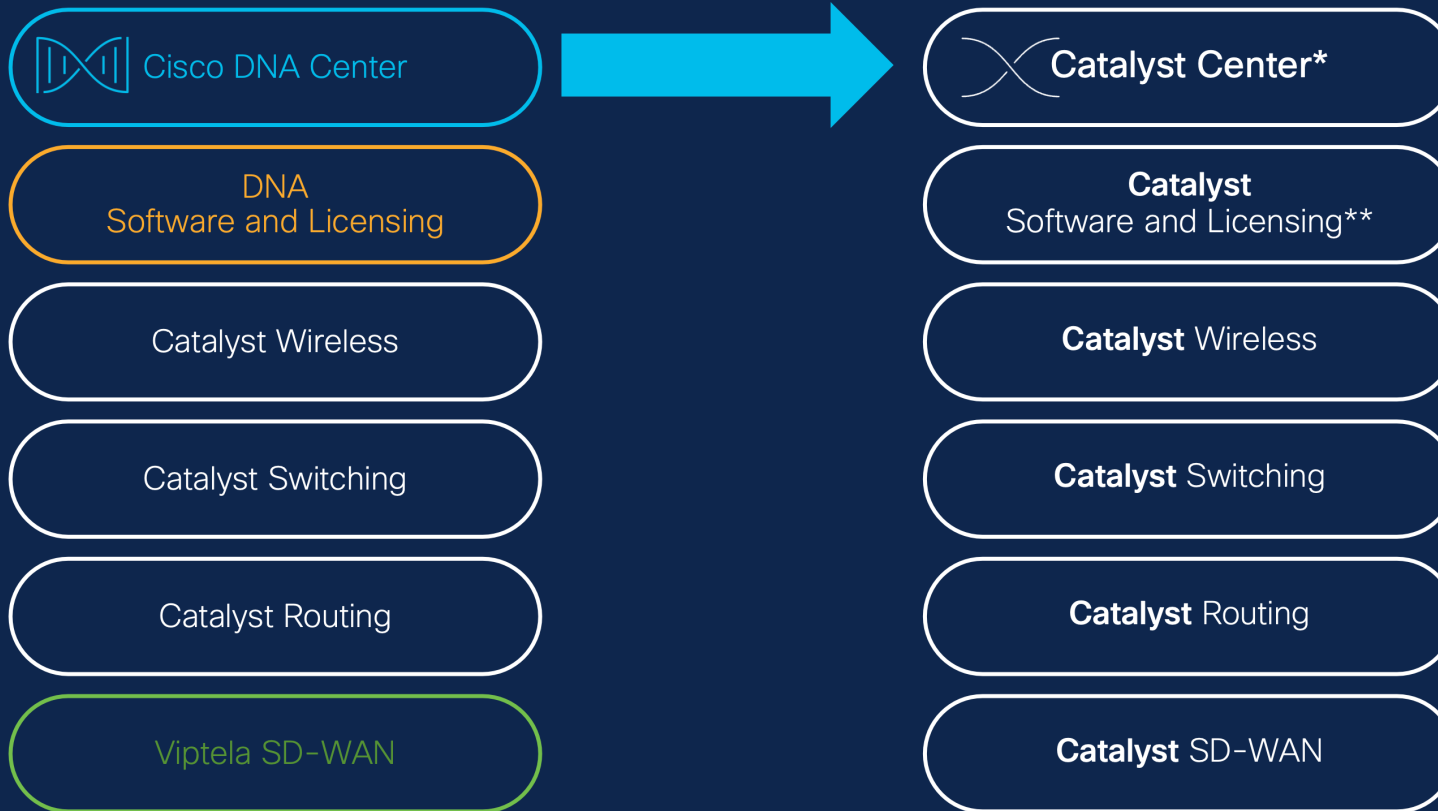 Cisco DNA Center
DNA
Software and Licensing
Catalyst Wireless
Catalyst Switching
Catalyst Routing
Viptela SD-WAN
Catalyst Center*
Catalyst
Software and Licensing**
Catalyst Wireless
Catalyst Switching
Catalyst Routing
Catalyst SD-WAN